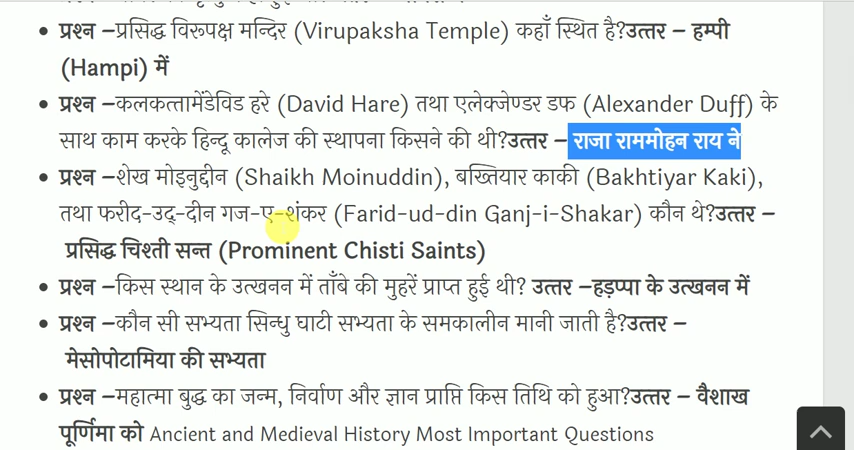 प्रश्न –प्रसिद्ध विरूपक्ष मन्दिर (Virupaksha Temple) कहाँ स्थित है?उत्तर – हम्पी
(Hampi) में
प्रश्न –कलकत्तामेंडेविड हरे (David Hare) तथा एलेक्जेण्डर डफ (Alexander Duff) के
साथ काम करके हिन्दू कालेज की स्थापना किसने की थी?उत्तर – राजा राममोहन राय ने
प्रश्न –शेख मोइनुद्दीन (Shaikh Moinuddin), बख्तियार काकी (Bakhtiyar Kaki),
तथा फरीद-उद्-दीन गज-ए-शंकर (Farid-ud-din Ganj-i-Shakar) कौन थे?उत्तर –
प्रसिद्ध चिश्ती सन्त (Prominent Chisti Saints)
प्रश्न –किस स्थान के उत्खनन में ताँबे की मुहरें प्राप्त हुई थी? उत्तर –हड़प्पा के उत्खनन में
प्रश्न –कौन सी सभ्यता सिन्धु घाटी सभ्यता के समकालीन मानी जाती है?उत्तर –
मेसोपोटामिया की सभ्यता
प्रश्न –महात्मा बुद्ध का जन्म, निर्वाण और ज्ञान प्राप्ति किस तिथि को हुआ?उत्तर – वैशाख
पूर्णिमा को Ancient and Medieval History Most Important Questions